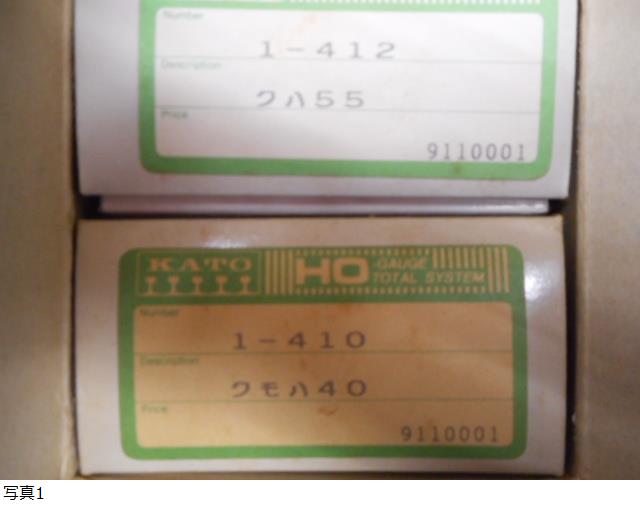 Number
1-412
Description
クハ55
Price
9110001
KATO HO GAUGE TOTAL SYSTEM
Number
1-410
Description
クモハ40
Price
9110001
写真1